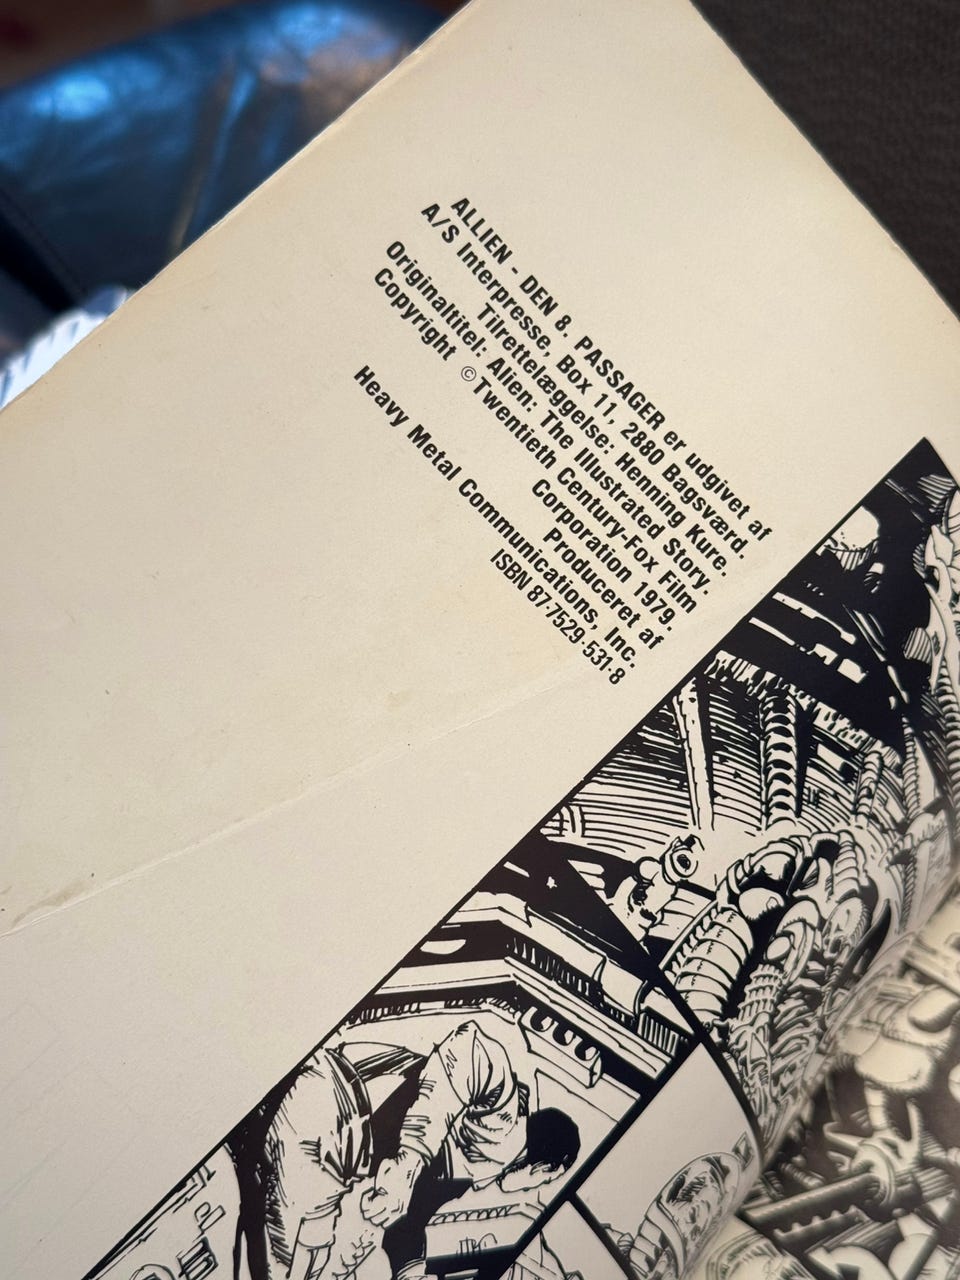 ALLIEN - DEN 8. PASSAGER er udgivet af
A/S Interpresse, Box 11, 2880 Bagsværd.
Tilrettelæggelse: Henning Kure.
Originaltitel: Alien: The Illustrated Story.
Copyright © Twentieth Century-Fox Film
Corporation 1979.
Produceret af
Heavy Metal Communications, Inc.
ISBN 87-7529-531-8